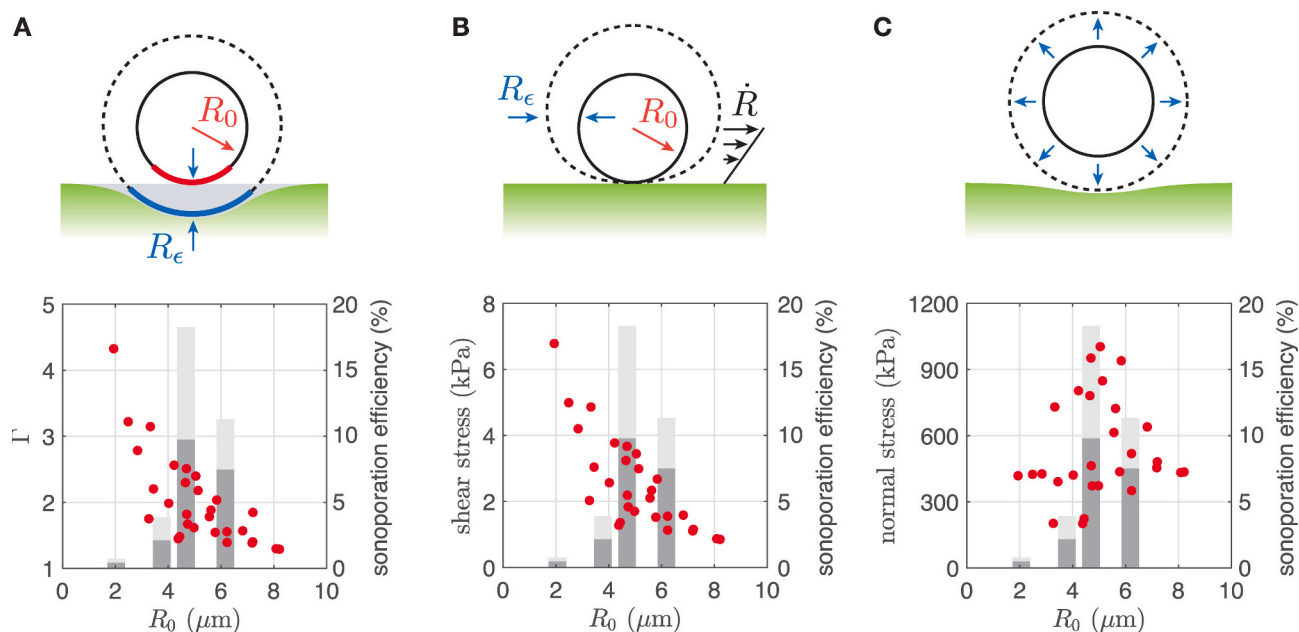 A
R₀
Rϵ
B
Rϵ
R₀
Ṙ
C
5
4
3
2
1
Γ
20
15
10
5
0
sonoporation efficiency (%)
0 2 4 6 8 10
R₀ (μm)
8
6
4
2
0
shear stress (kPa)
20
15
10
5
0
sonoporation efficiency (%)
0 2 4 6 8 10
R₀ (μm)
1200
900
600
300
0
normal stress (kPa)
20
15
10
5
0
sonoporation efficiency (%)
0 2 4 6 8 10
R₀ (μm)